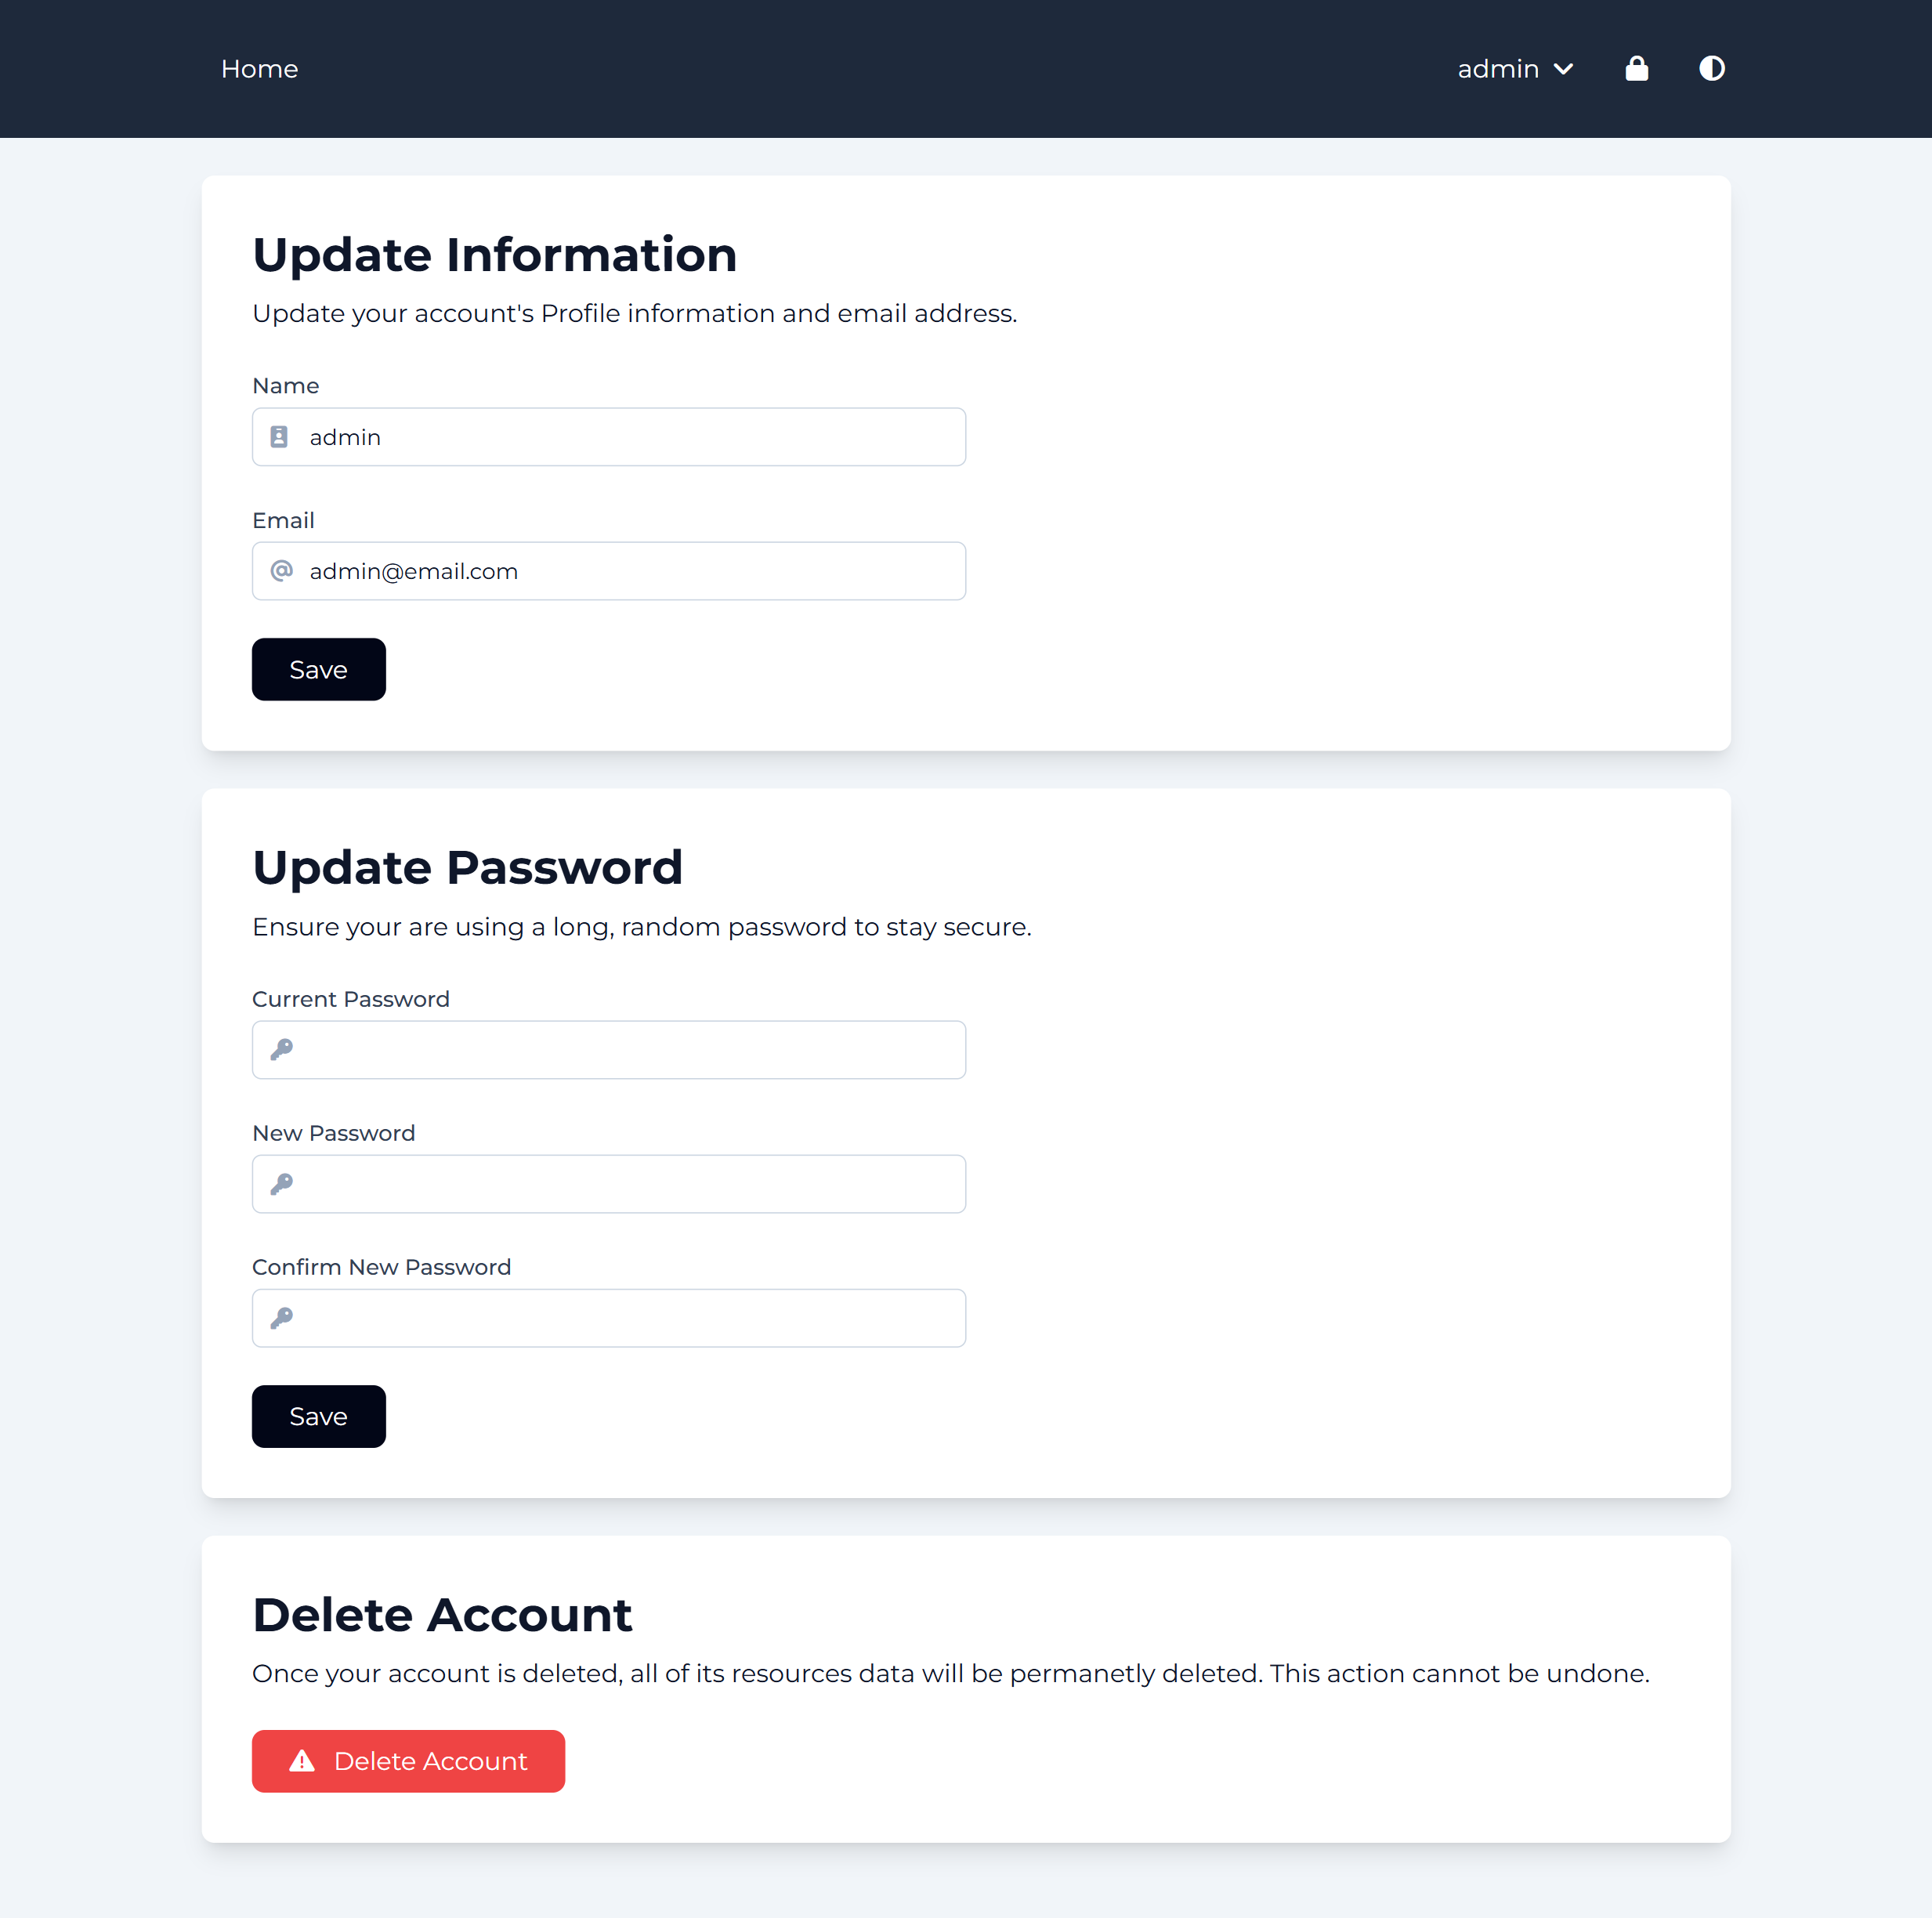 Home admin
Update Information
Update your account's Profile information and email address.
Name
admin
Email
admin@email.com
Save
Update Password
Ensure your are using a long, random password to stay secure.
Current Password
New Password
Confirm New Password
Save
Delete Account
Once your account is deleted, all of its resources data will be permanetly deleted. This action cannot be undone.
Delete Account